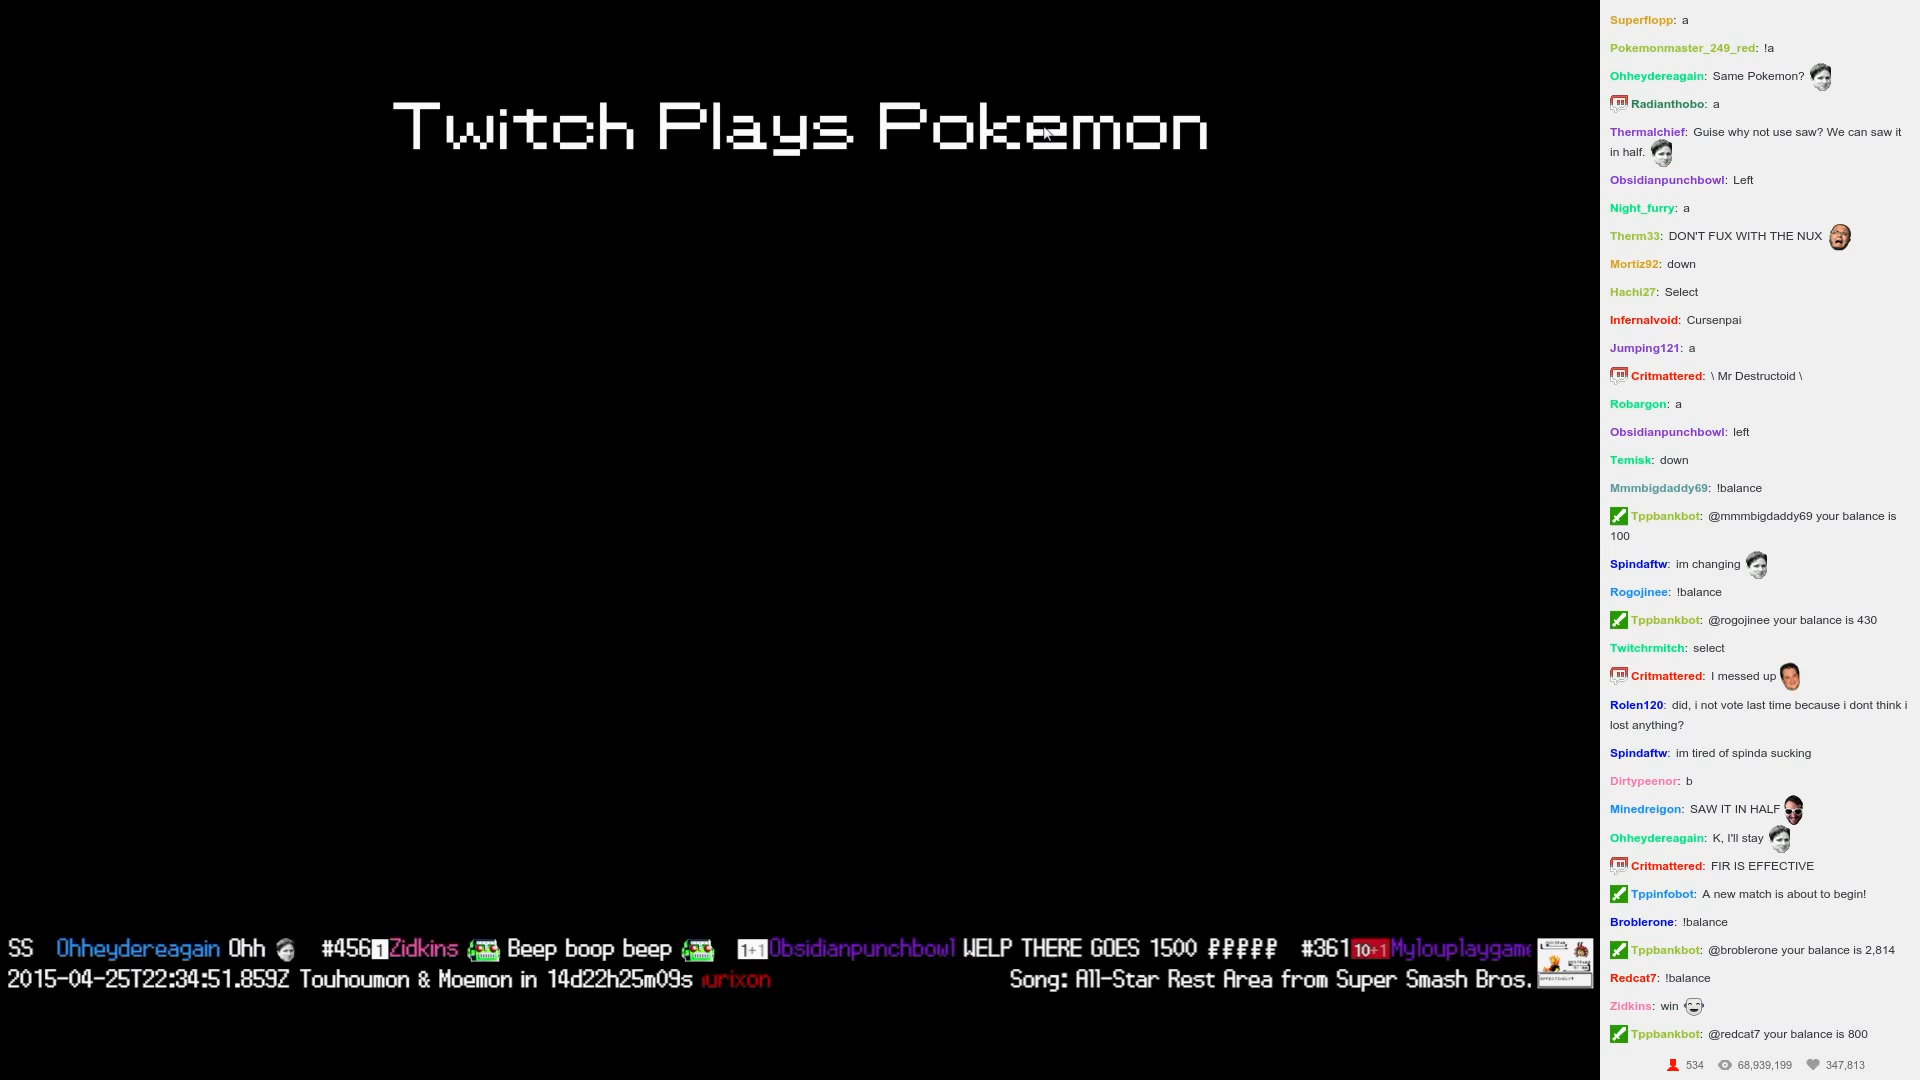 Twitch Plays Pokemon
SS Ohheydereagain Ohh #456 1 Zidkins Beep boop beep 1+1 Obsidianpunchbowl WELP THERE GOES 1500 ₽₽₽₽₽ #361 10+1 Mylouplaygame
2015-04-25T22:34:51.859Z Touhoumon & Moemon in 14d22h25m09s urixon Song: All-Star Rest Area from Super Smash Bros.
Superflopp: a
Pokemonmaster_249_red: !a
Ohheydereagain: Same Pokemon?
Radianthobo: a
Thermalchief: Guise why not use saw? We can saw it
in half.
Obsidianpunchbowl: Left
Night_furry: a
Therm33: DON'T FUX WITH THE NUX
Mortiz92: down
Hachi27: Select
Infernalvoid: Cursenpai
Jumping121: a
Critmattered: \ Mr Destructoid \
Robargon: a
Obsidianpunchbowl: left
Temisk: down
Mmmbigdaddy69: !balance
Tppbankbot: @mmmbigdaddy69 your balance is
100
Spindaftw: im changing
Rogojinee: !balance
Tppbankbot: @rogojinee your balance is 430
Twitchrmitch: select
Critmattered: I messed up
Rolen120: did, i not vote last time because i dont think i
lost anything?
Spindaftw: im tired of spinda sucking
Dirtypeenor: b
Minedreigon: SAW IT IN HALF
Ohheydereagain: K, I'll stay
Critmattered: FIR IS EFFECTIVE
Tppinfobot: A new match is about to begin!
Broblerone: !balance
Tppbankbot: @broblerone your balance is 2,814
Redcat7: !balance
Zidkins: win
Tppbankbot: @redcat7 your balance is 800
534 68,939,199 347,813